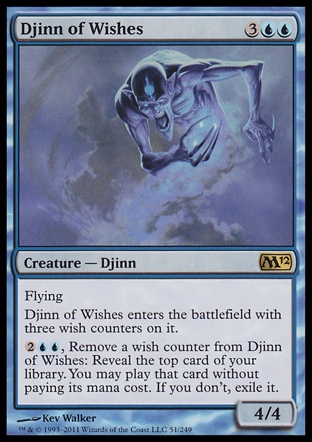 Djinn of Wishes 3
Creature — Djinn M12
Flying
Djinn of Wishes enters the battlefield with
three wish counters on it.
2, Remove a wish counter from Djinn
of Wishes: Reveal the top card of your
library. You may play that card without
paying its mana cost. If you don't, exile it.
Kev Walker
™ & © 1993-2011 Wizards of the Coast LLC 51/249
4/4